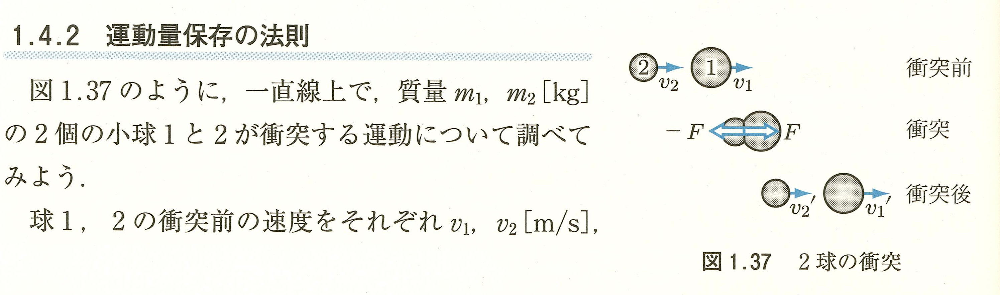 1.4.2 運動量保存の法則
図1.37のように，一直線上で，質量 m₁，m₂[kg]
の2個の小球1と2が衝突する運動について調べて
みよう．
球1，2の衝突前の速度をそれぞれ v₁，v₂[m/s]，
2 1 衝突前
v₂ v₁
−F F 衝突
衝突後
v₂′ v₁′
図1.37 2球の衝突